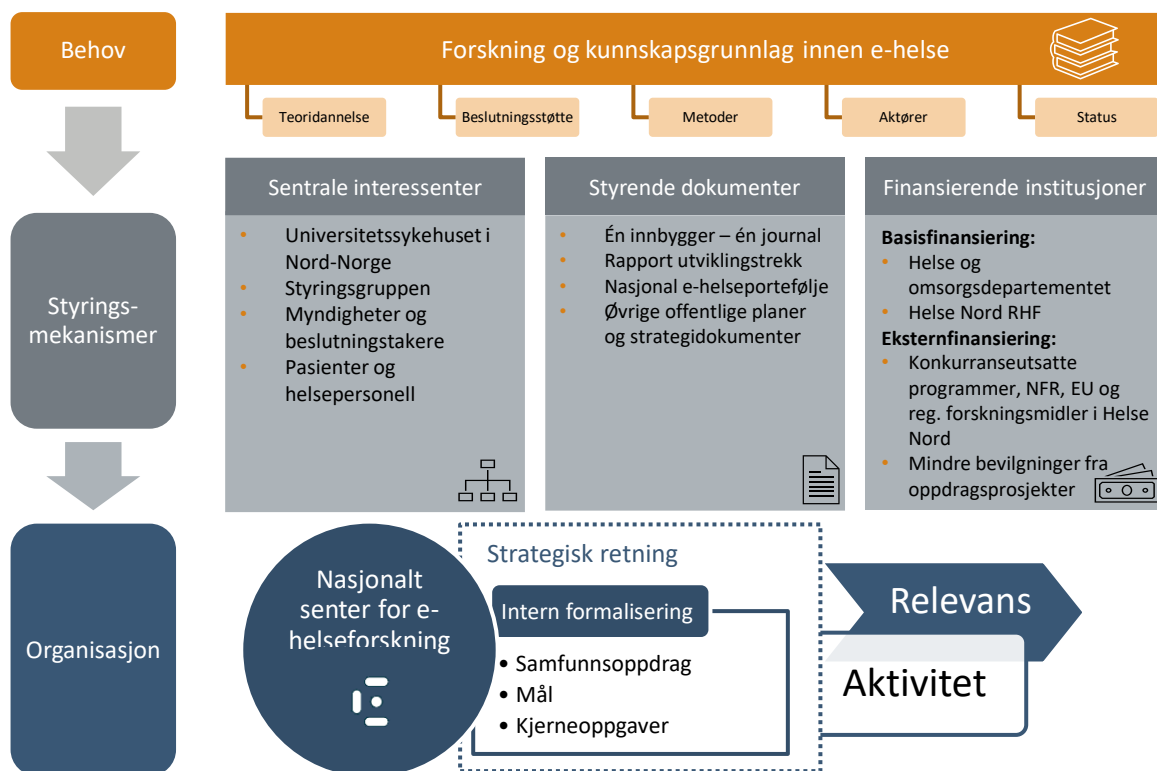 Behov
Forskning og kunnskapsgrunnlag innen e-helse
Teoridannelse
Beslutningsstøtte
Metoder
Aktører
Status
Styrings-
mekanismer
Sentrale interessenter
• Universitetssykehuset i
Nord-Norge
• Styringsgruppen
• Myndigheter og
beslutningstakere
• Pasienter og
helsepersonell
Styrende dokumenter
• Én innbygger – én journal
• Rapport utviklingstrekk
• Nasjonal e-helseportefølje
• Øvrige offentlige planer
og strategidokumenter
Finansierende institusjoner
Basisfinansiering:
• Helse og
omsorgsdepartementet
• Helse Nord RHF
Eksternfinansiering:
• Konkurranseutsatte
programmer, NFR, EU og
reg. forskningsmidler i Helse
Nord
• Mindre bevilgninger fra
oppdragsprosjekter
Organisasjon
Nasjonalt
senter for e-
helseforskning
Strategisk retning
Intern formalisering
• Samfunnsoppdrag
• Mål
• Kjerneoppgaver
Relevans
Aktivitet